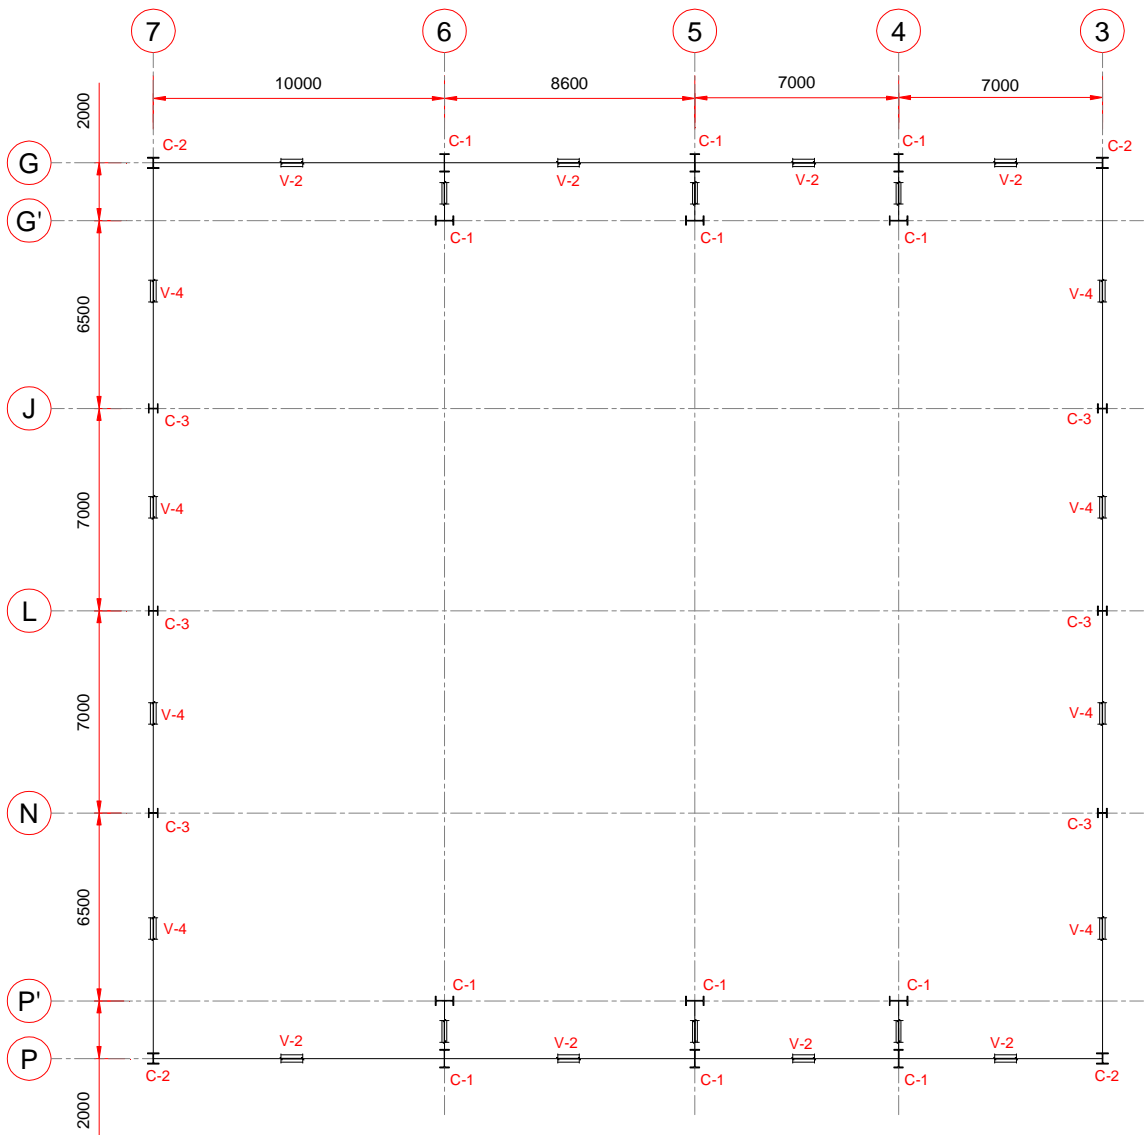 7 6 5 4 3
10000 8600 7000 7000
2000
C-2 C-1 C-1 C-1 C-2
G
V-2 V-2 V-2 V-2
G'
C-1 C-1 C-1
V-4 V-4
6500
J
C-3 C-3
7000
V-4 V-4
L
C-3 C-3
7000
V-4 V-4
N
C-3 C-3
6500
V-4 V-4
C-1 C-1 C-1
P'
V-2 V-2 V-2 V-2
P
C-2 C-1 C-1 C-1 C-2
2000